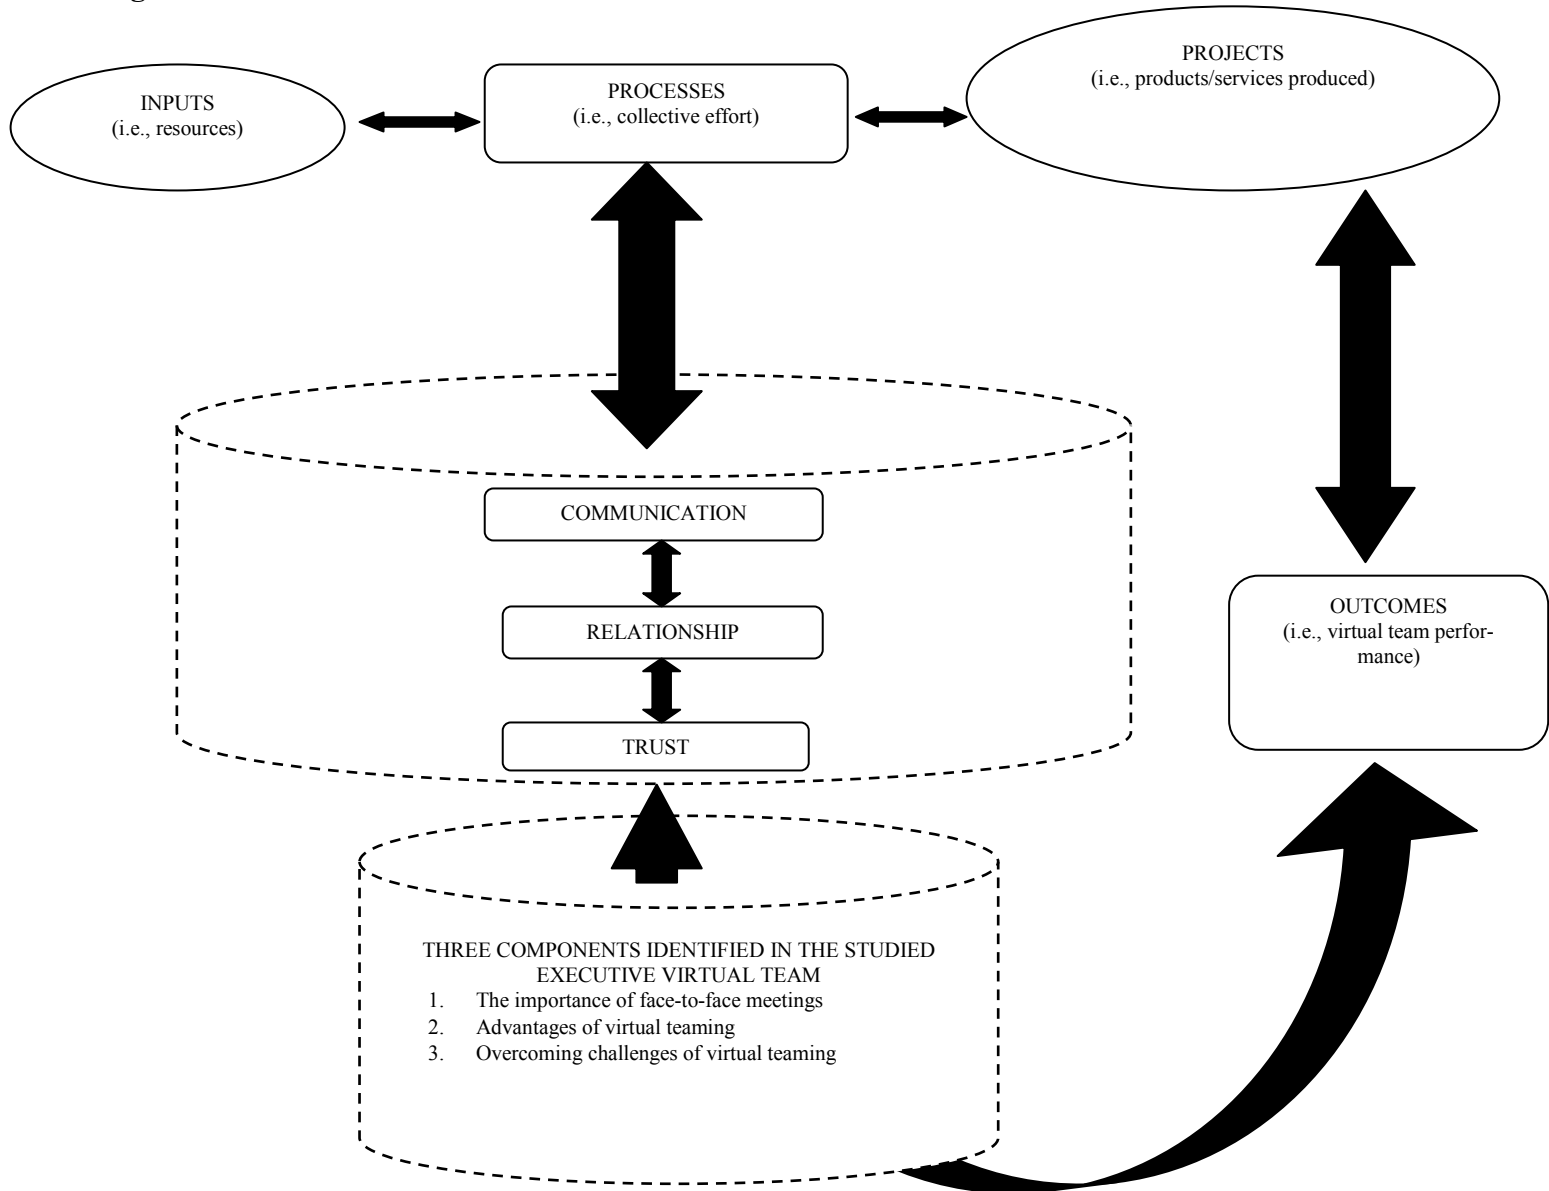 INPUTS
(i.e., resources)
PROCESSES
(i.e., collective effort)
PROJECTS
(i.e., products/services produced)
COMMUNICATION
RELATIONSHIP
TRUST
OUTCOMES
(i.e., virtual team perfor-
mance)
THREE COMPONENTS IDENTIFIED IN THE STUDIED
EXECUTIVE VIRTUAL TEAM
1. The importance of face-to-face meetings
2. Advantages of virtual teaming
3. Overcoming challenges of virtual teaming